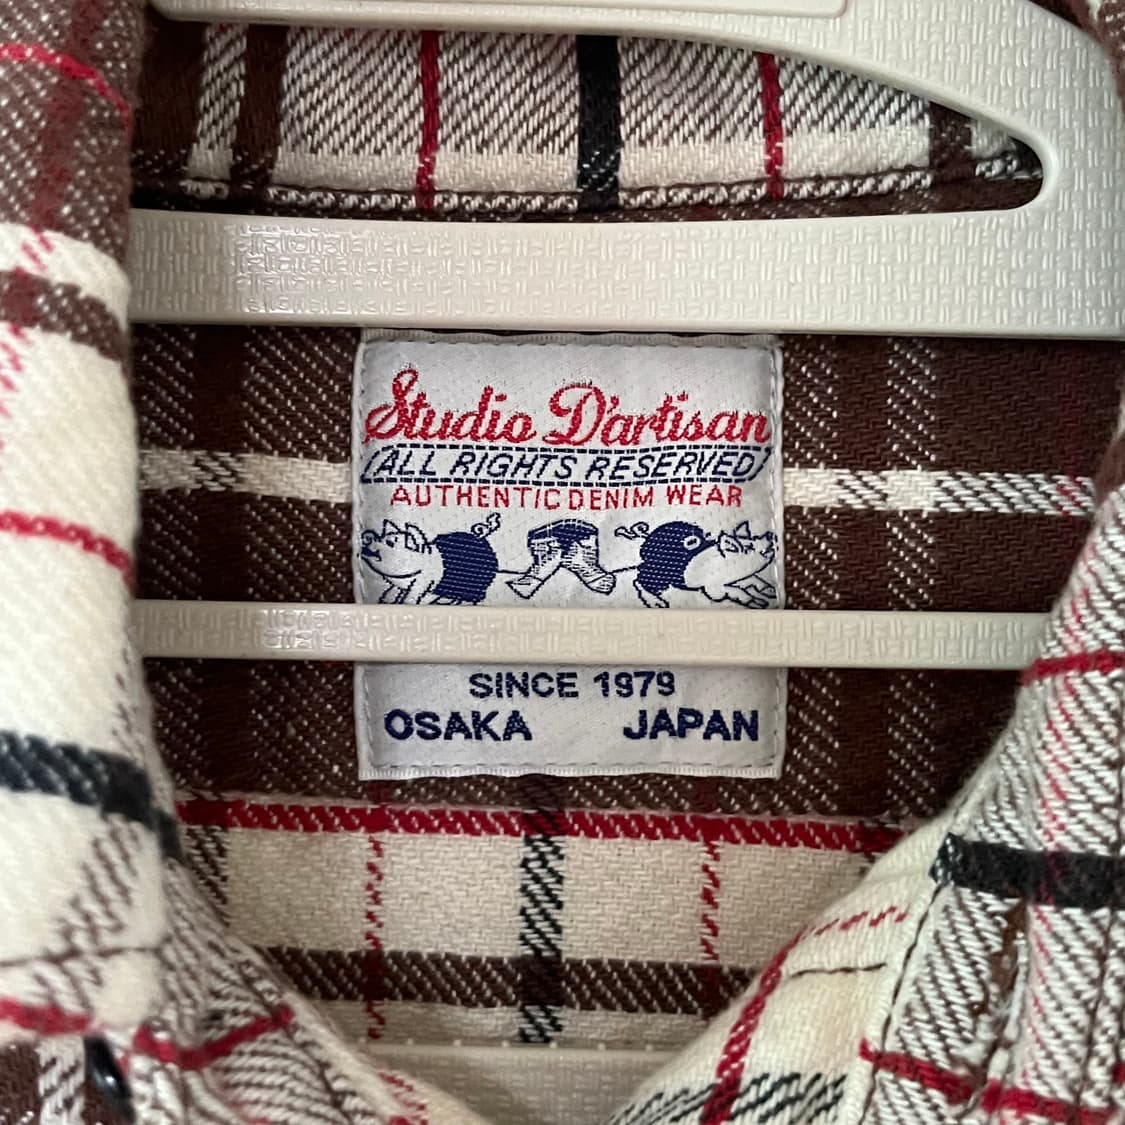 Studio D'artisan
(ALL RIGHTS RESERVED)
AUTHENTIC DENIM WEAR
SINCE 1979
OSAKA JAPAN